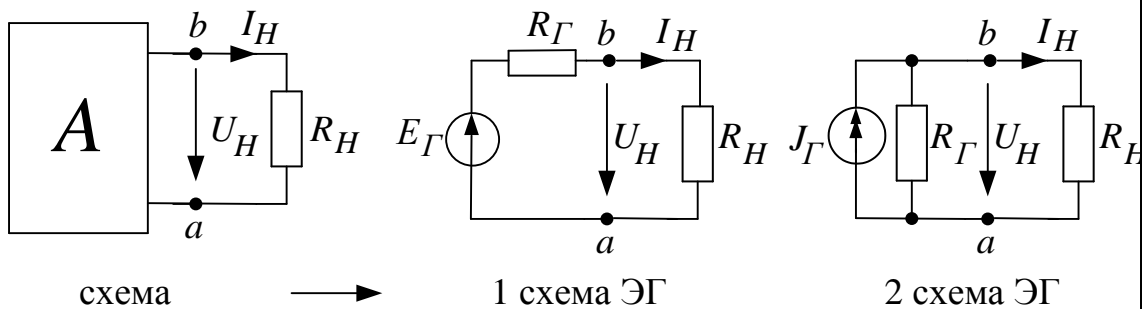 A
b
I_H
U_H
R_H
a
R_Г
b
I_H
E_Г
U_H
R_H
a
b
I_H
J_Г
R_Г
U_H
R_H
a
схема
1 схема ЭГ
2 схема ЭГ